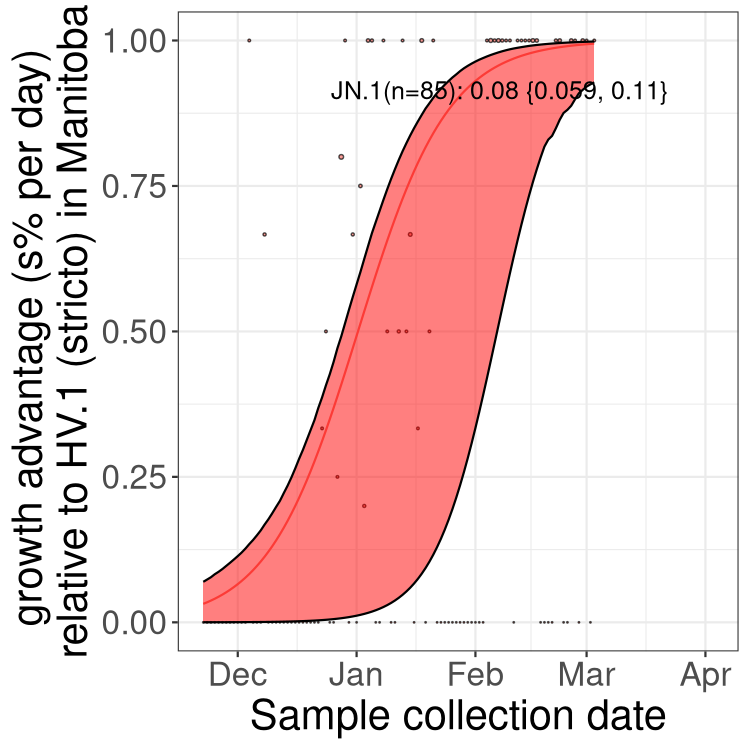 growth advantage (s% per day)
relative to HV.1 (stricto) in Manitoba
1.00
0.75
0.50
0.25
0.00
JN.1(n=85): 0.08 {0.059, 0.11}
Dec Jan Feb Mar Apr
Sample collection date